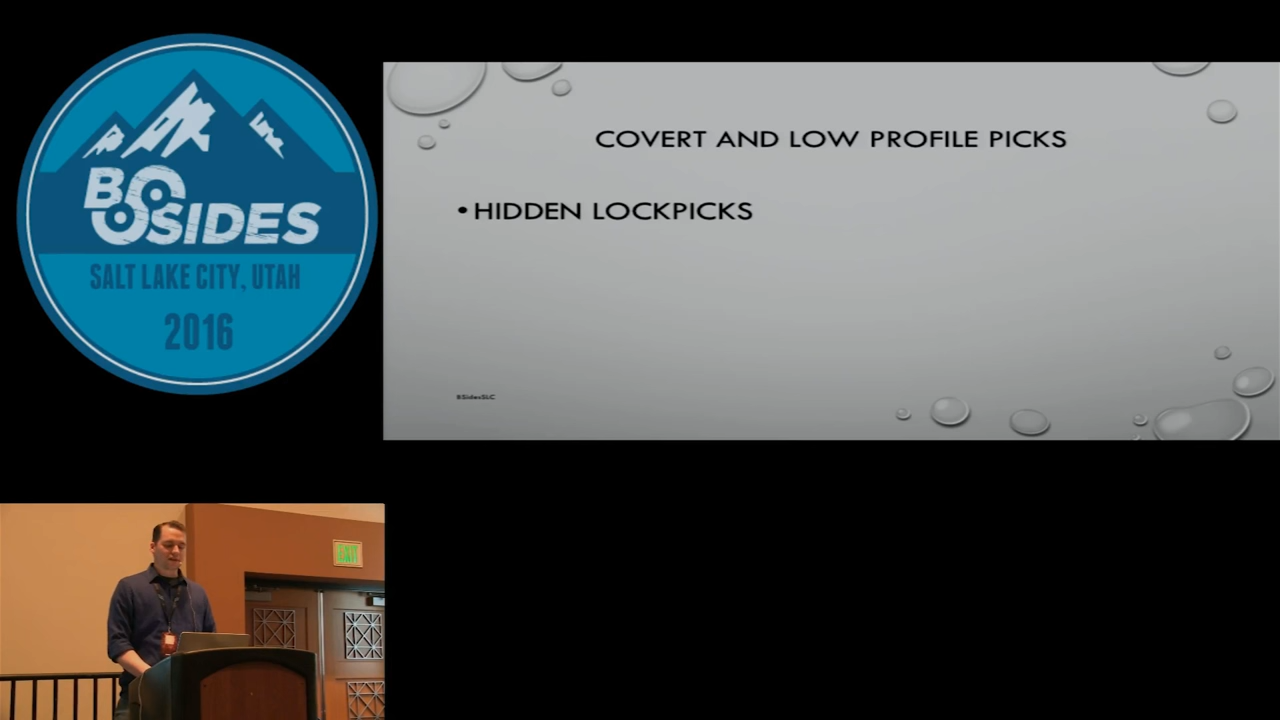 BSIDES
SALT LAKE CITY, UTAH
2016
COVERT AND LOW PROFILE PICKS
• HIDDEN LOCKPICKS
BSidesSLC
EXIT